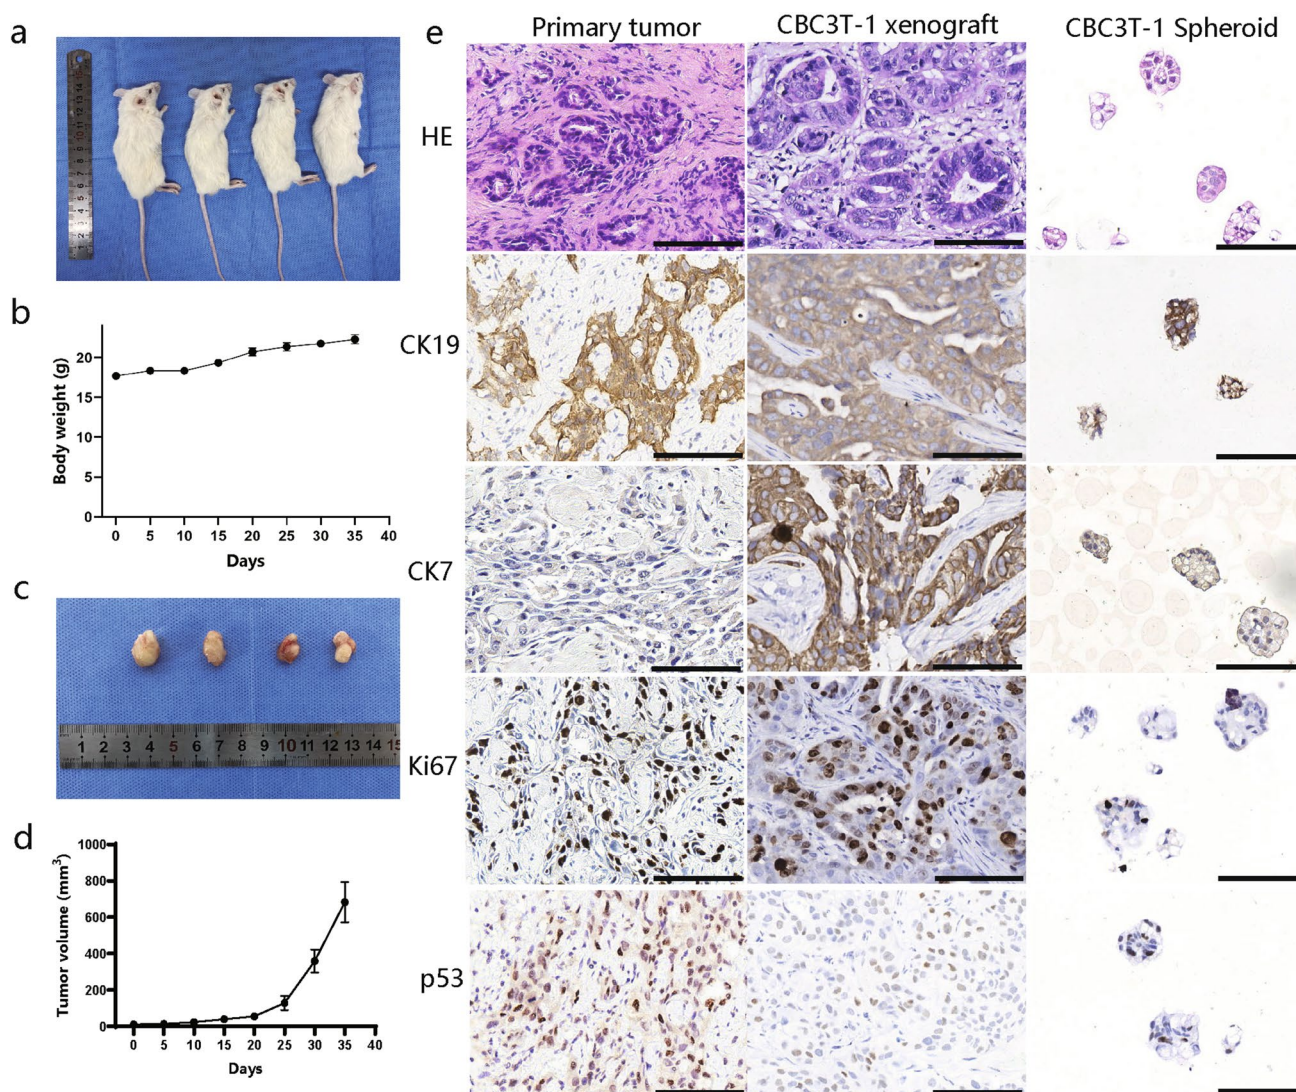 a
b
Body weight (g)
20
15
10
5
0
0 5 10 15 20 25 30 35 40
Days
c
1 2 3 4 5 6 7 8 9 10 11 12 13 14 15
d
Tumor volume (mm³)
1000
800
600
400
200
0
0 5 10 15 20 25 30 35 40
Days
e
Primary tumor CBC3T-1 xenograft CBC3T-1 Spheroid
HE
CK19
CK7
Ki67
p53